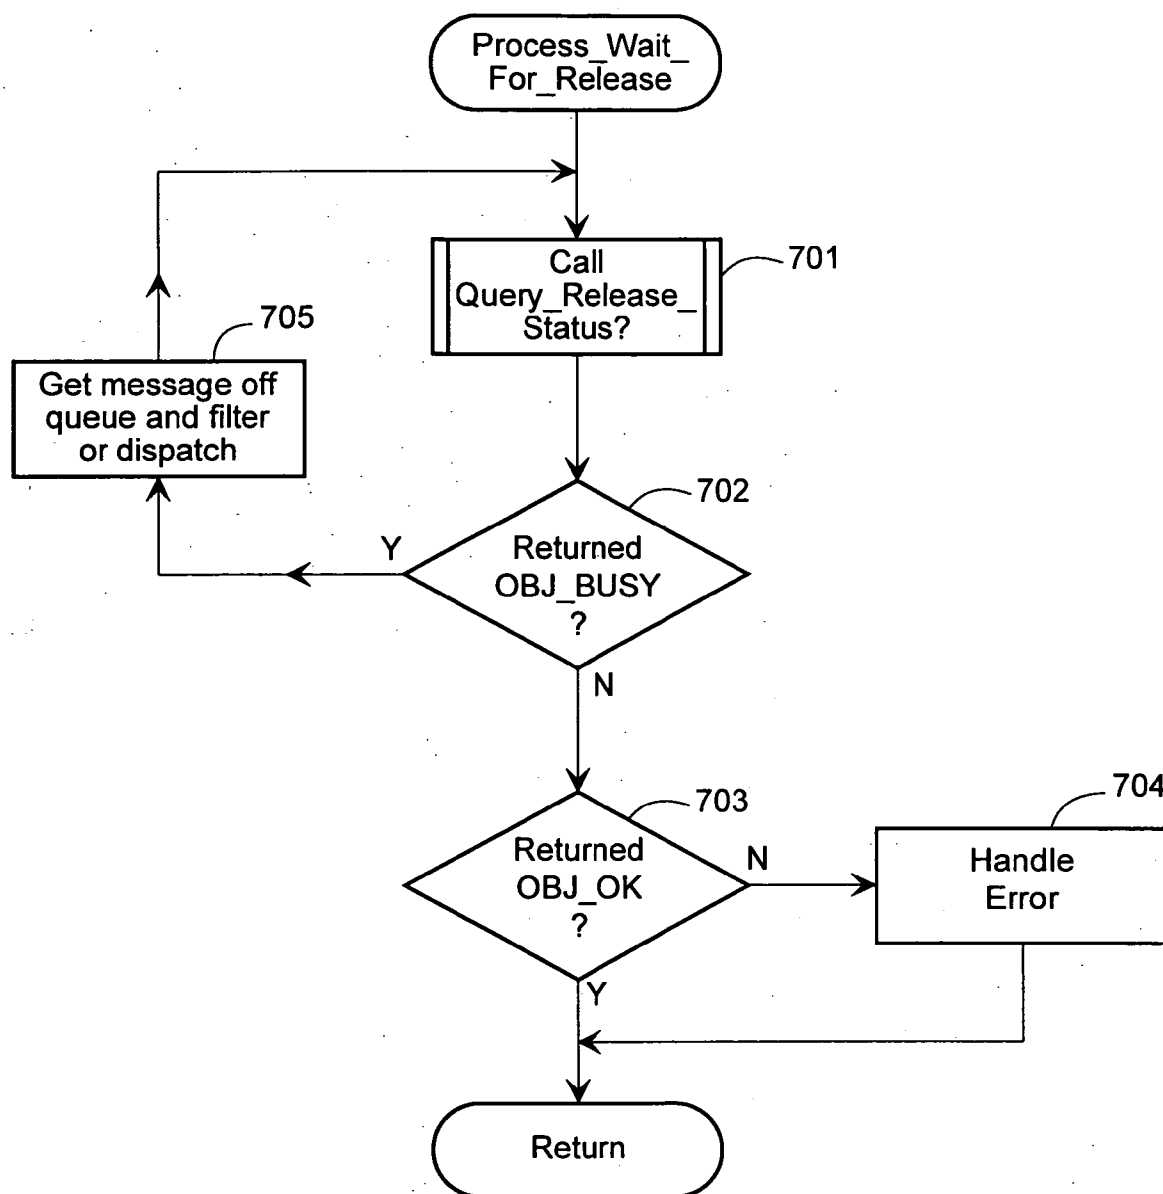 Process_Wait_
For_Release
Call
Query_Release_
Status?
701
705
Get message off
queue and filter
or dispatch
702
Y
Returned
OBJ_BUSY
?
N
703
704
Returned
OBJ_OK
?
N
Handle
Error
Y
Return